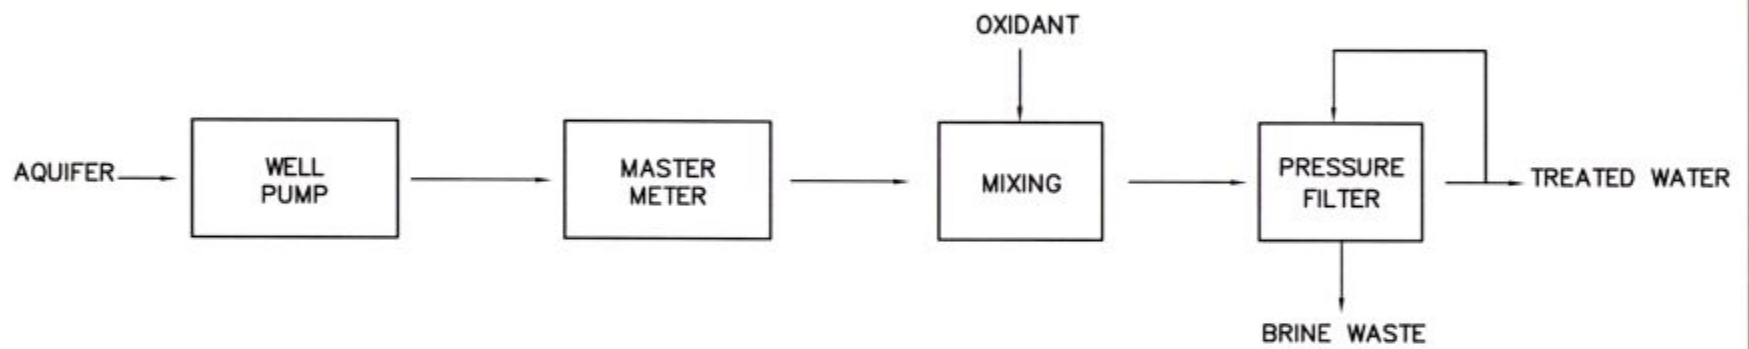 OXIDANT
AQUIFER
WELL
PUMP
MASTER
METER
MIXING
PRESSURE
FILTER
TREATED WATER
BRINE WASTE